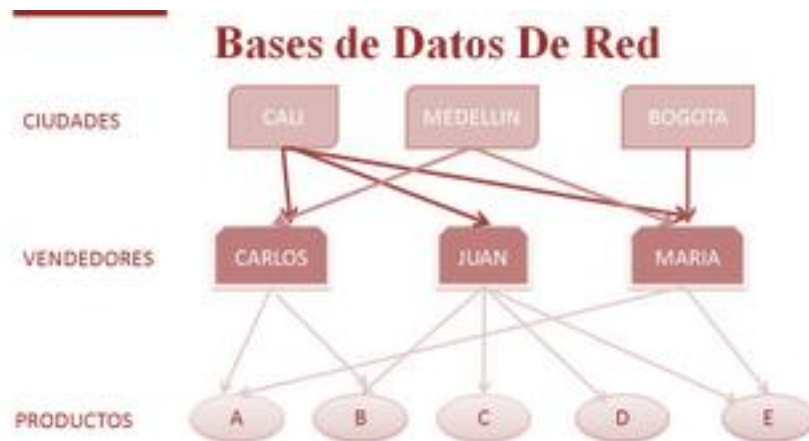 Bases de Datos De Red
CIUDADES
CALI
MEDELLIN
BOGOTA
VENDEDORES
CARLOS
JUAN
MARIA
PRODUCTOS
A
B
C
D
E